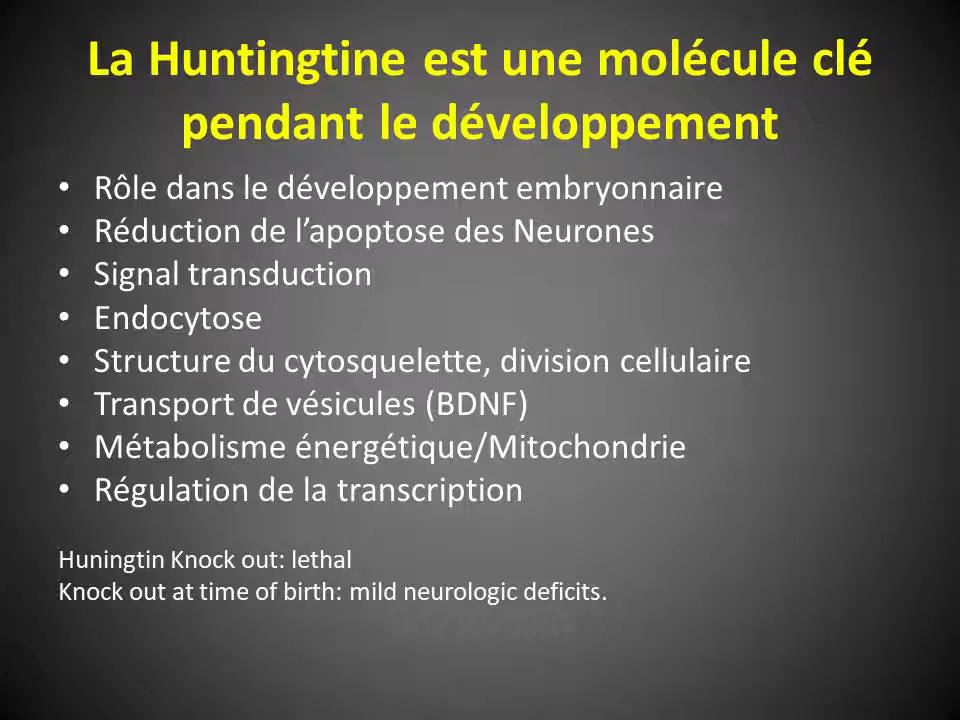 La Huntingtine est une molécule clé
pendant le développement
• Rôle dans le développement embryonnaire
• Réduction de l’apoptose des Neurones
• Signal transduction
• Endocytose
• Structure du cytosquelette, division cellulaire
• Transport de vésicules (BDNF)
• Métabolisme énergétique/Mitochondrie
• Régulation de la transcription
Huningtin Knock out: lethal
Knock out at time of birth: mild neurologic deficits.